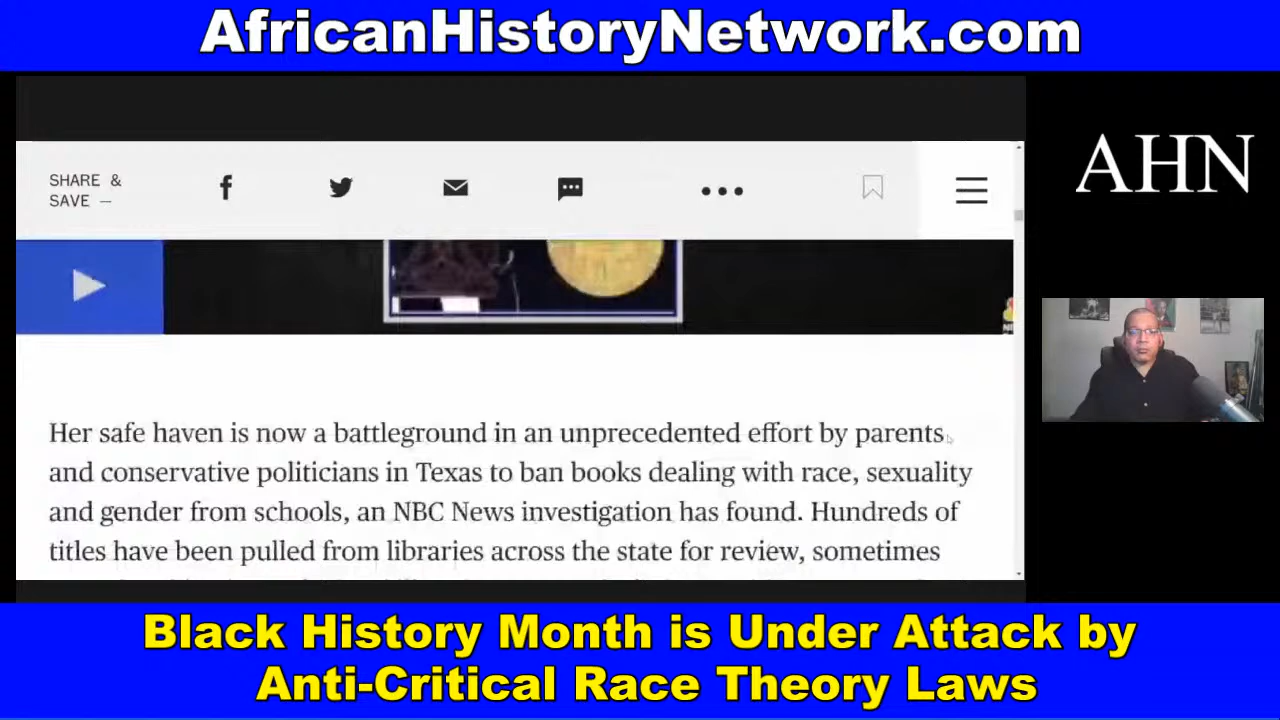 AfricanHistoryNetwork.com
AHN
SHARE &
SAVE —
Her safe haven is now a battleground in an unprecedented effort by parents
and conservative politicians in Texas to ban books dealing with race, sexuality
and gender from schools, an NBC News investigation has found. Hundreds of
titles have been pulled from libraries across the state for review, sometimes
Black History Month is Under Attack by
Anti-Critical Race Theory Laws